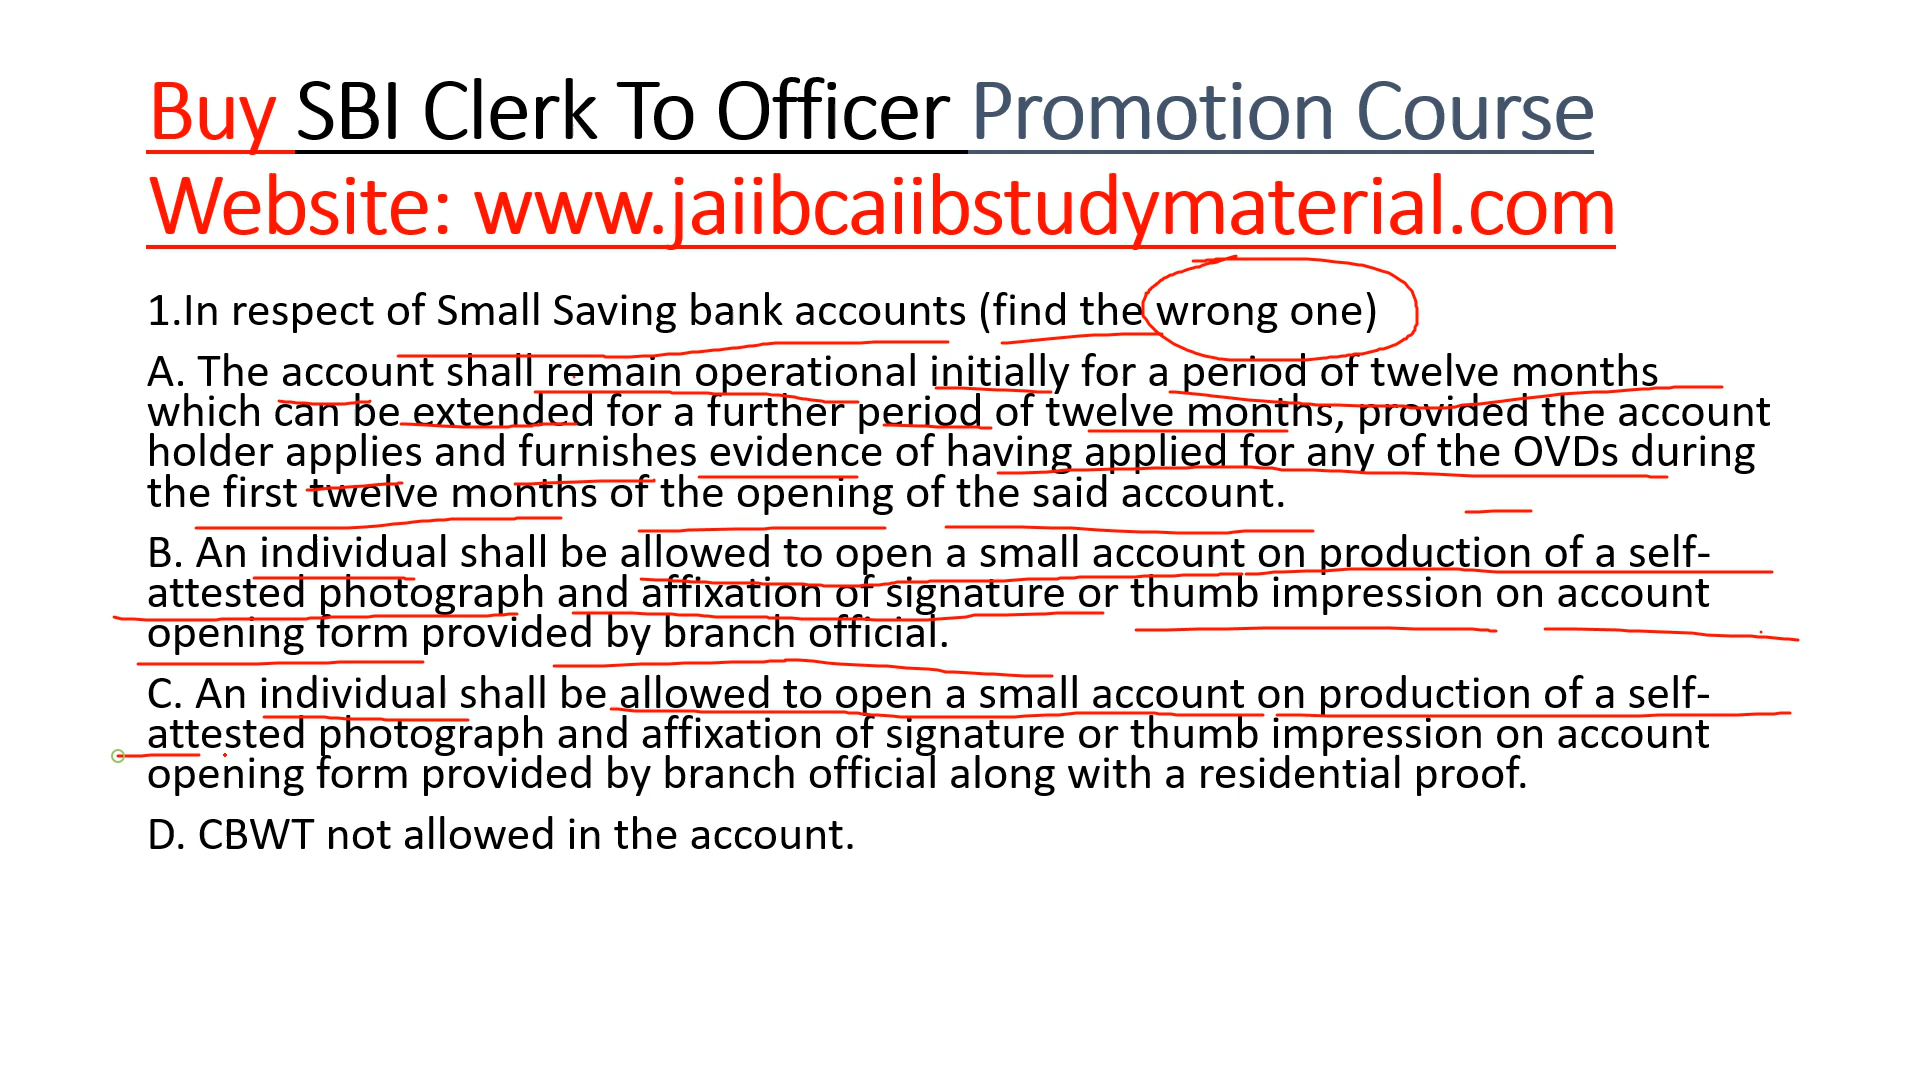 Buy SBI Clerk To Officer Promotion Course
Website: www.jaiibcaiibstudymaterial.com
1.In respect of Small Saving bank accounts (find the wrong one)
A. The account shall remain operational initially for a period of twelve months
which can be extended for a further period of twelve months, provided the account
holder applies and furnishes evidence of having applied for any of the OVDs during
the first twelve months of the opening of the said account.
B. An individual shall be allowed to open a small account on production of a self-
attested photograph and affixation of signature or thumb impression on account
opening form provided by branch official.
C. An individual shall be allowed to open a small account on production of a self-
attested photograph and affixation of signature or thumb impression on account
opening form provided by branch official along with a residential proof.
D. CBWT not allowed in the account.